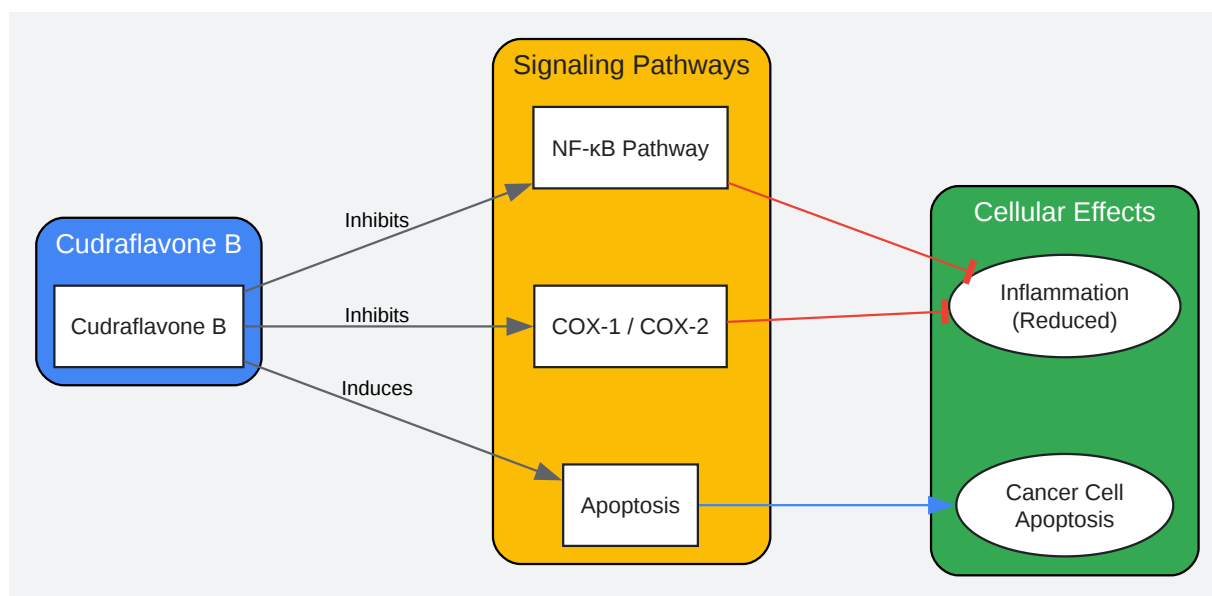 Cudraflavone B
Cudraflavone B
Inhibits
Inhibits
Induces
Signaling Pathways
NF-κB Pathway
COX-1 / COX-2
Apoptosis
Cellular Effects
Inflammation
(Reduced)
Cancer Cell
Apoptosis